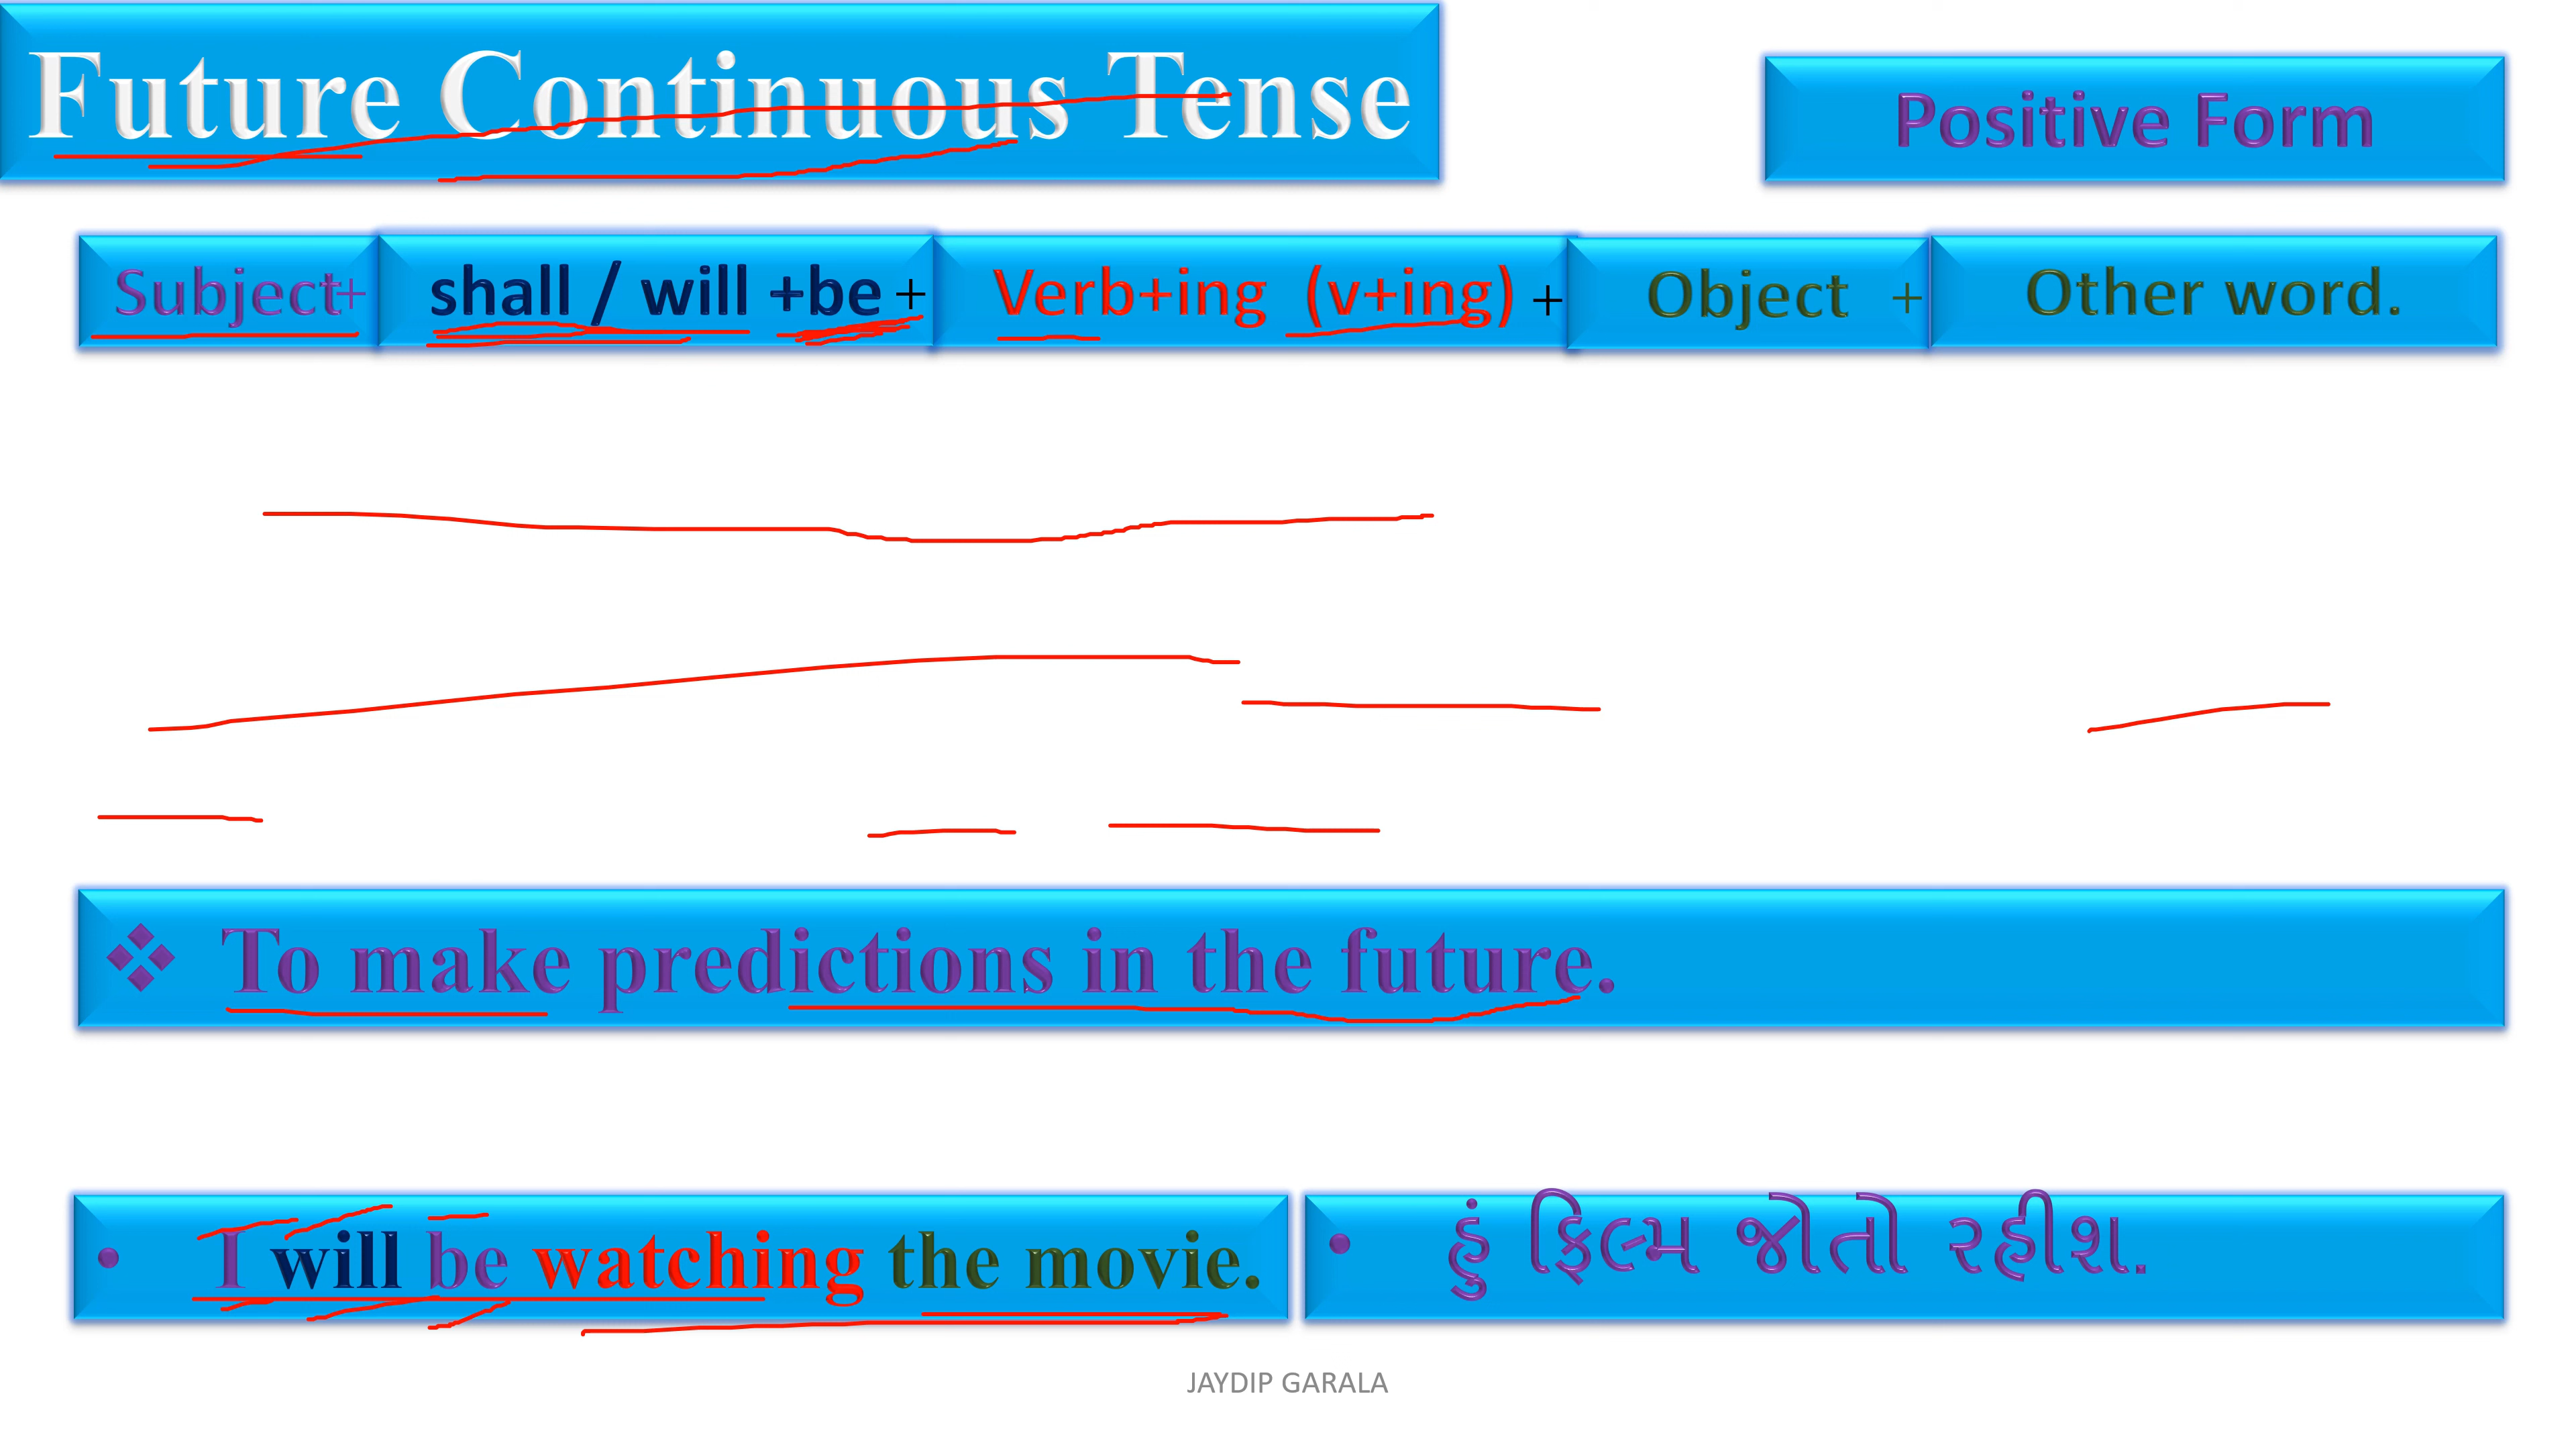 Future Continuous Tense
Positive Form
Subject+ shall / will +be + Verb+ing (v+ing) + Object + Other word.
❖ To make predictions in the future.
• I will be watching the movie.
• હું ફિલ્મ જોતો રહીશ.
JAYDIP GARALA